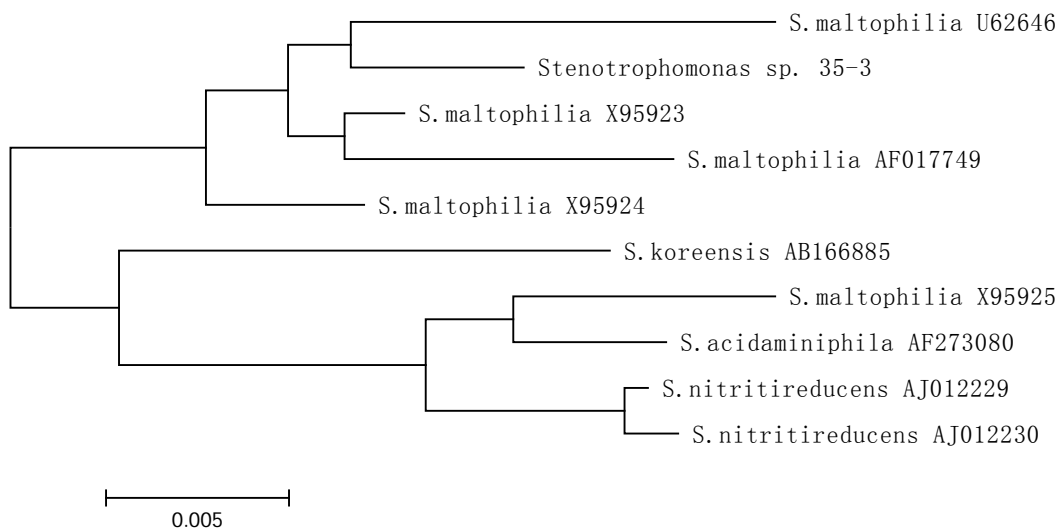 S.maltophilia U62646
Stenotrophomonas sp. 35-3
S.maltophilia X95923
S.maltophilia AF017749
S.maltophilia X95924
S.koreensis AB166885
S.maltophilia X95925
S.acidaminiphila AF273080
S.nitritireducens AJ012229
S.nitritireducens AJ012230
0.005